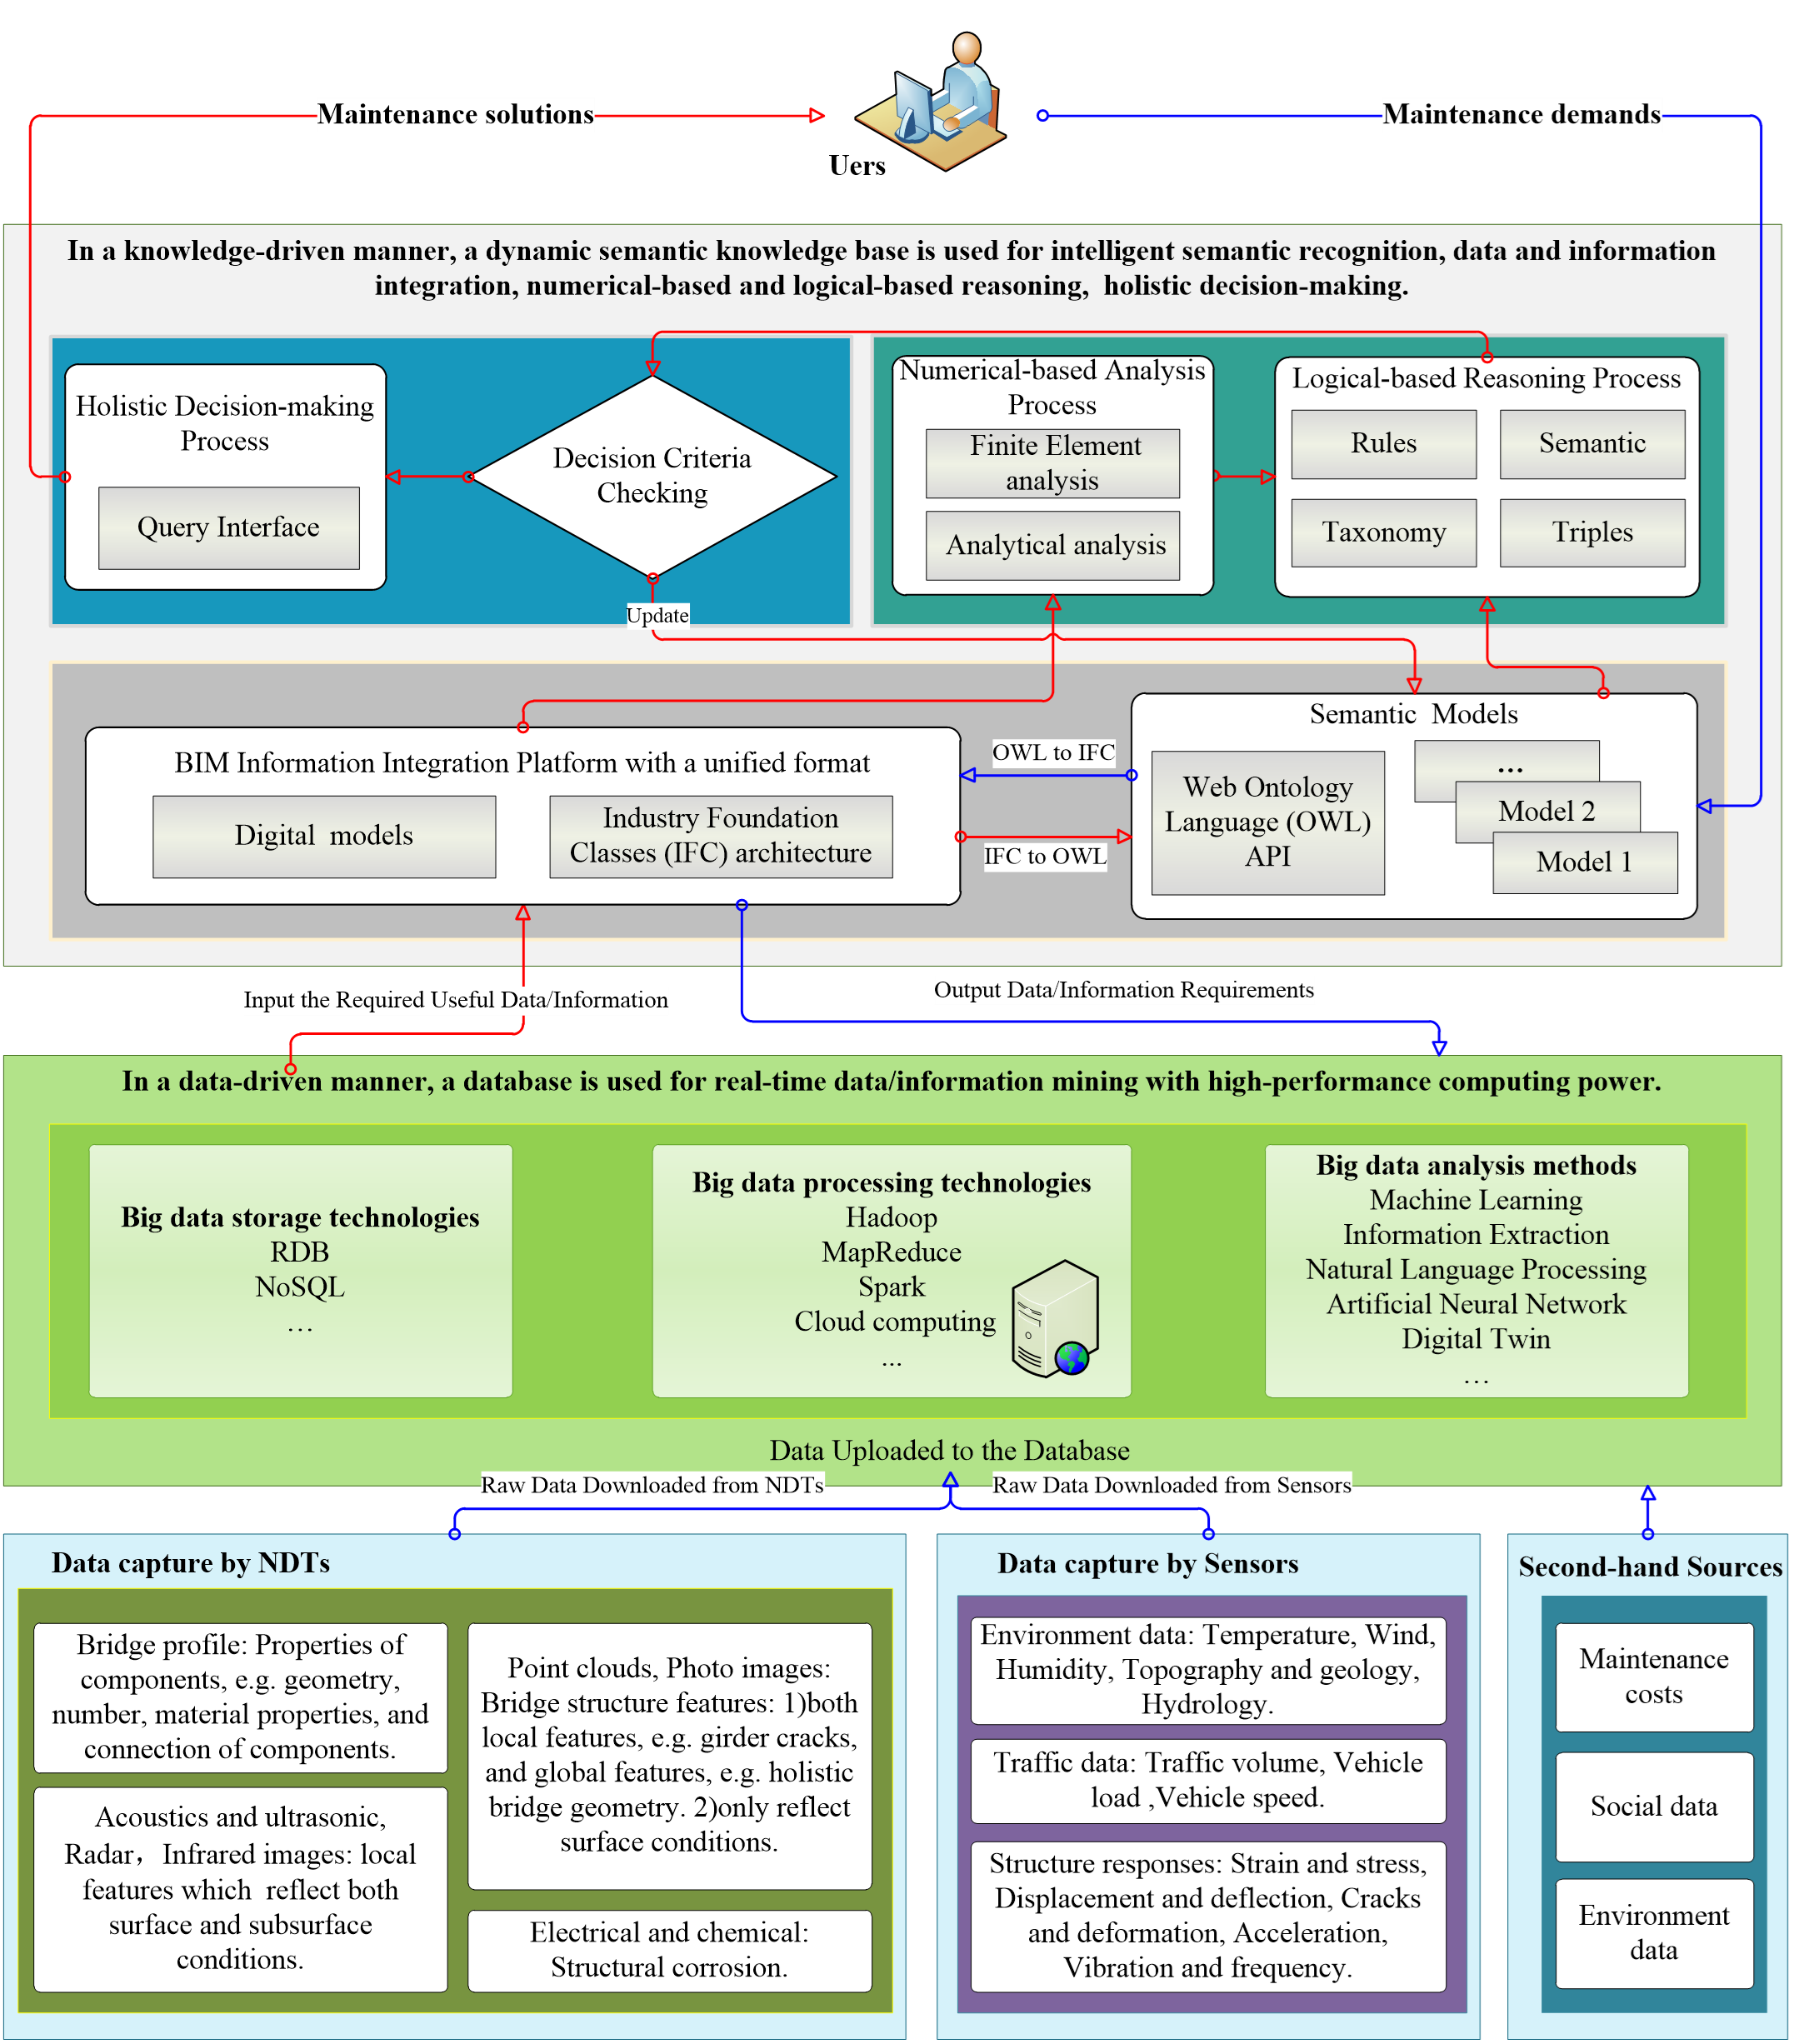 Maintenance solutions
Maintenance demands
Uers
In a knowledge-driven manner, a dynamic semantic knowledge base is used for intelligent semantic recognition, data and information
integration, numerical-based and logical-based reasoning,  holistic decision-making.
Holistic Decision-making
Process
Query Interface
Decision Criteria
Checking
Update
Numerical-based Analysis
Process
Finite Element
analysis
Analytical analysis
Logical-based Reasoning Process
Rules
Semantic
Taxonomy
Triples
BIM Information Integration Platform with a unified format
Digital  models
Industry Foundation
Classes (IFC) architecture
OWL to IFC
IFC to OWL
Semantic  Models
Web Ontology
Language (OWL)
API
...
Model 2
Model 1
Input the Required Useful Data/Information
Output Data/Information Requirements
In a data-driven manner, a database is used for real-time data/information mining with high-performance computing power.
Big data storage technologies
RDB
NoSQL
…
Big data processing technologies
Hadoop
MapReduce
Spark
Cloud computing
...
Big data analysis methods
Machine Learning
Information Extraction
Natural Language Processing
Artificial Neural Network
Digital Twin
…
Data Uploaded to the Database
Raw Data Downloaded from NDTs
Raw Data Downloaded from Sensors
Data capture by NDTs
Bridge profile: Properties of
components, e.g. geometry,
number, material properties, and
connection of components.
Acoustics and ultrasonic,
Radar，Infrared images: local
features which  reflect both
surface and subsurface
conditions.
Point clouds, Photo images:
Bridge structure features: 1)both
local features, e.g. girder cracks,
and global features, e.g. holistic
bridge geometry. 2)only reflect
surface conditions.
Electrical and chemical:
Structural corrosion.
Data capture by Sensors
Environment data: Temperature, Wind,
Humidity, Topography and geology,
Hydrology.
Traffic data: Traffic volume, Vehicle
load ,Vehicle speed.
Structure responses: Strain and stress,
Displacement and deflection, Cracks
and deformation, Acceleration,
Vibration and frequency.
Second-hand Sources
Maintenance
costs
Social data
Environment
data